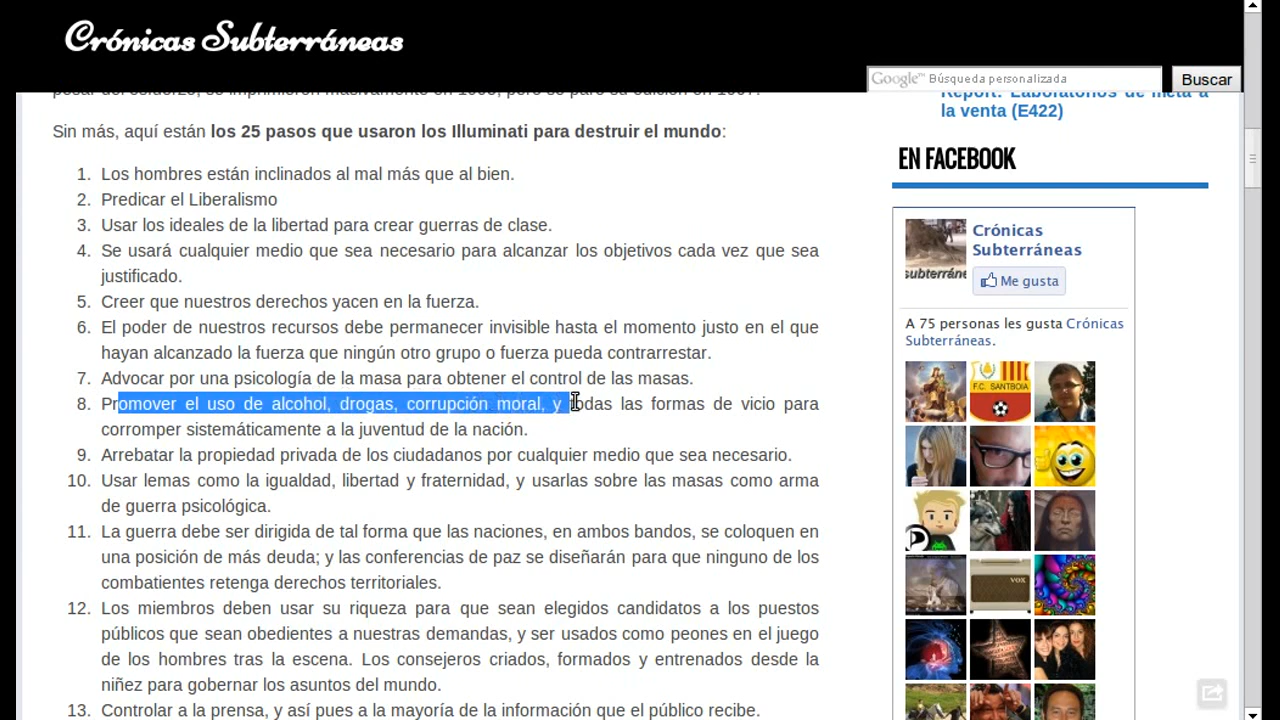 Crónicas Subterráneas
Google™ Búsqueda personalizada
Buscar
Sin más, aquí están los 25 pasos que usaron los Illuminati para destruir el mundo:
1. Los hombres están inclinados al mal más que al bien.
2. Predicar el Liberalismo
3. Usar los ideales de la libertad para crear guerras de clase.
4. Se usará cualquier medio que sea necesario para alcanzar los objetivos cada vez que sea
justificado.
5. Creer que nuestros derechos yacen en la fuerza.
6. El poder de nuestros recursos debe permanecer invisible hasta el momento justo en el que
hayan alcanzado la fuerza que ningún otro grupo o fuerza pueda contrarrestar.
7. Advocar por una psicología de la masa para obtener el control de las masas.
8. Promover el uso de alcohol, drogas, corrupción moral, y todas las formas de vicio para
corromper sistemáticamente a la juventud de la nación.
9. Arrebatar la propiedad privada de los ciudadanos por cualquier medio que sea necesario.
10. Usar lemas como la igualdad, libertad y fraternidad, y usarlas sobre las masas como arma
de guerra psicológica.
11. La guerra debe ser dirigida de tal forma que las naciones, en ambos bandos, se coloquen en
una posición de más deuda; y las conferencias de paz se diseñarán para que ninguno de los
combatientes retenga derechos territoriales.
12. Los miembros deben usar su riqueza para que sean elegidos candidatos a los puestos
públicos que sean obedientes a nuestras demandas, y ser usados como peones en el juego
de los hombres tras la escena. Los consejeros criados, formados y entrenados desde la
niñez para gobernar los asuntos del mundo.
13. Controlar a la prensa, y así pues a la mayoría de la información que el público recibe.
Report: Laboratorios de meta a
la venta (E422)
EN FACEBOOK
subterráne
Crónicas
Subterráneas
Me gusta
A 75 personas les gusta Crónicas
Subterráneas.
F.C. SANTBOIA
VOX